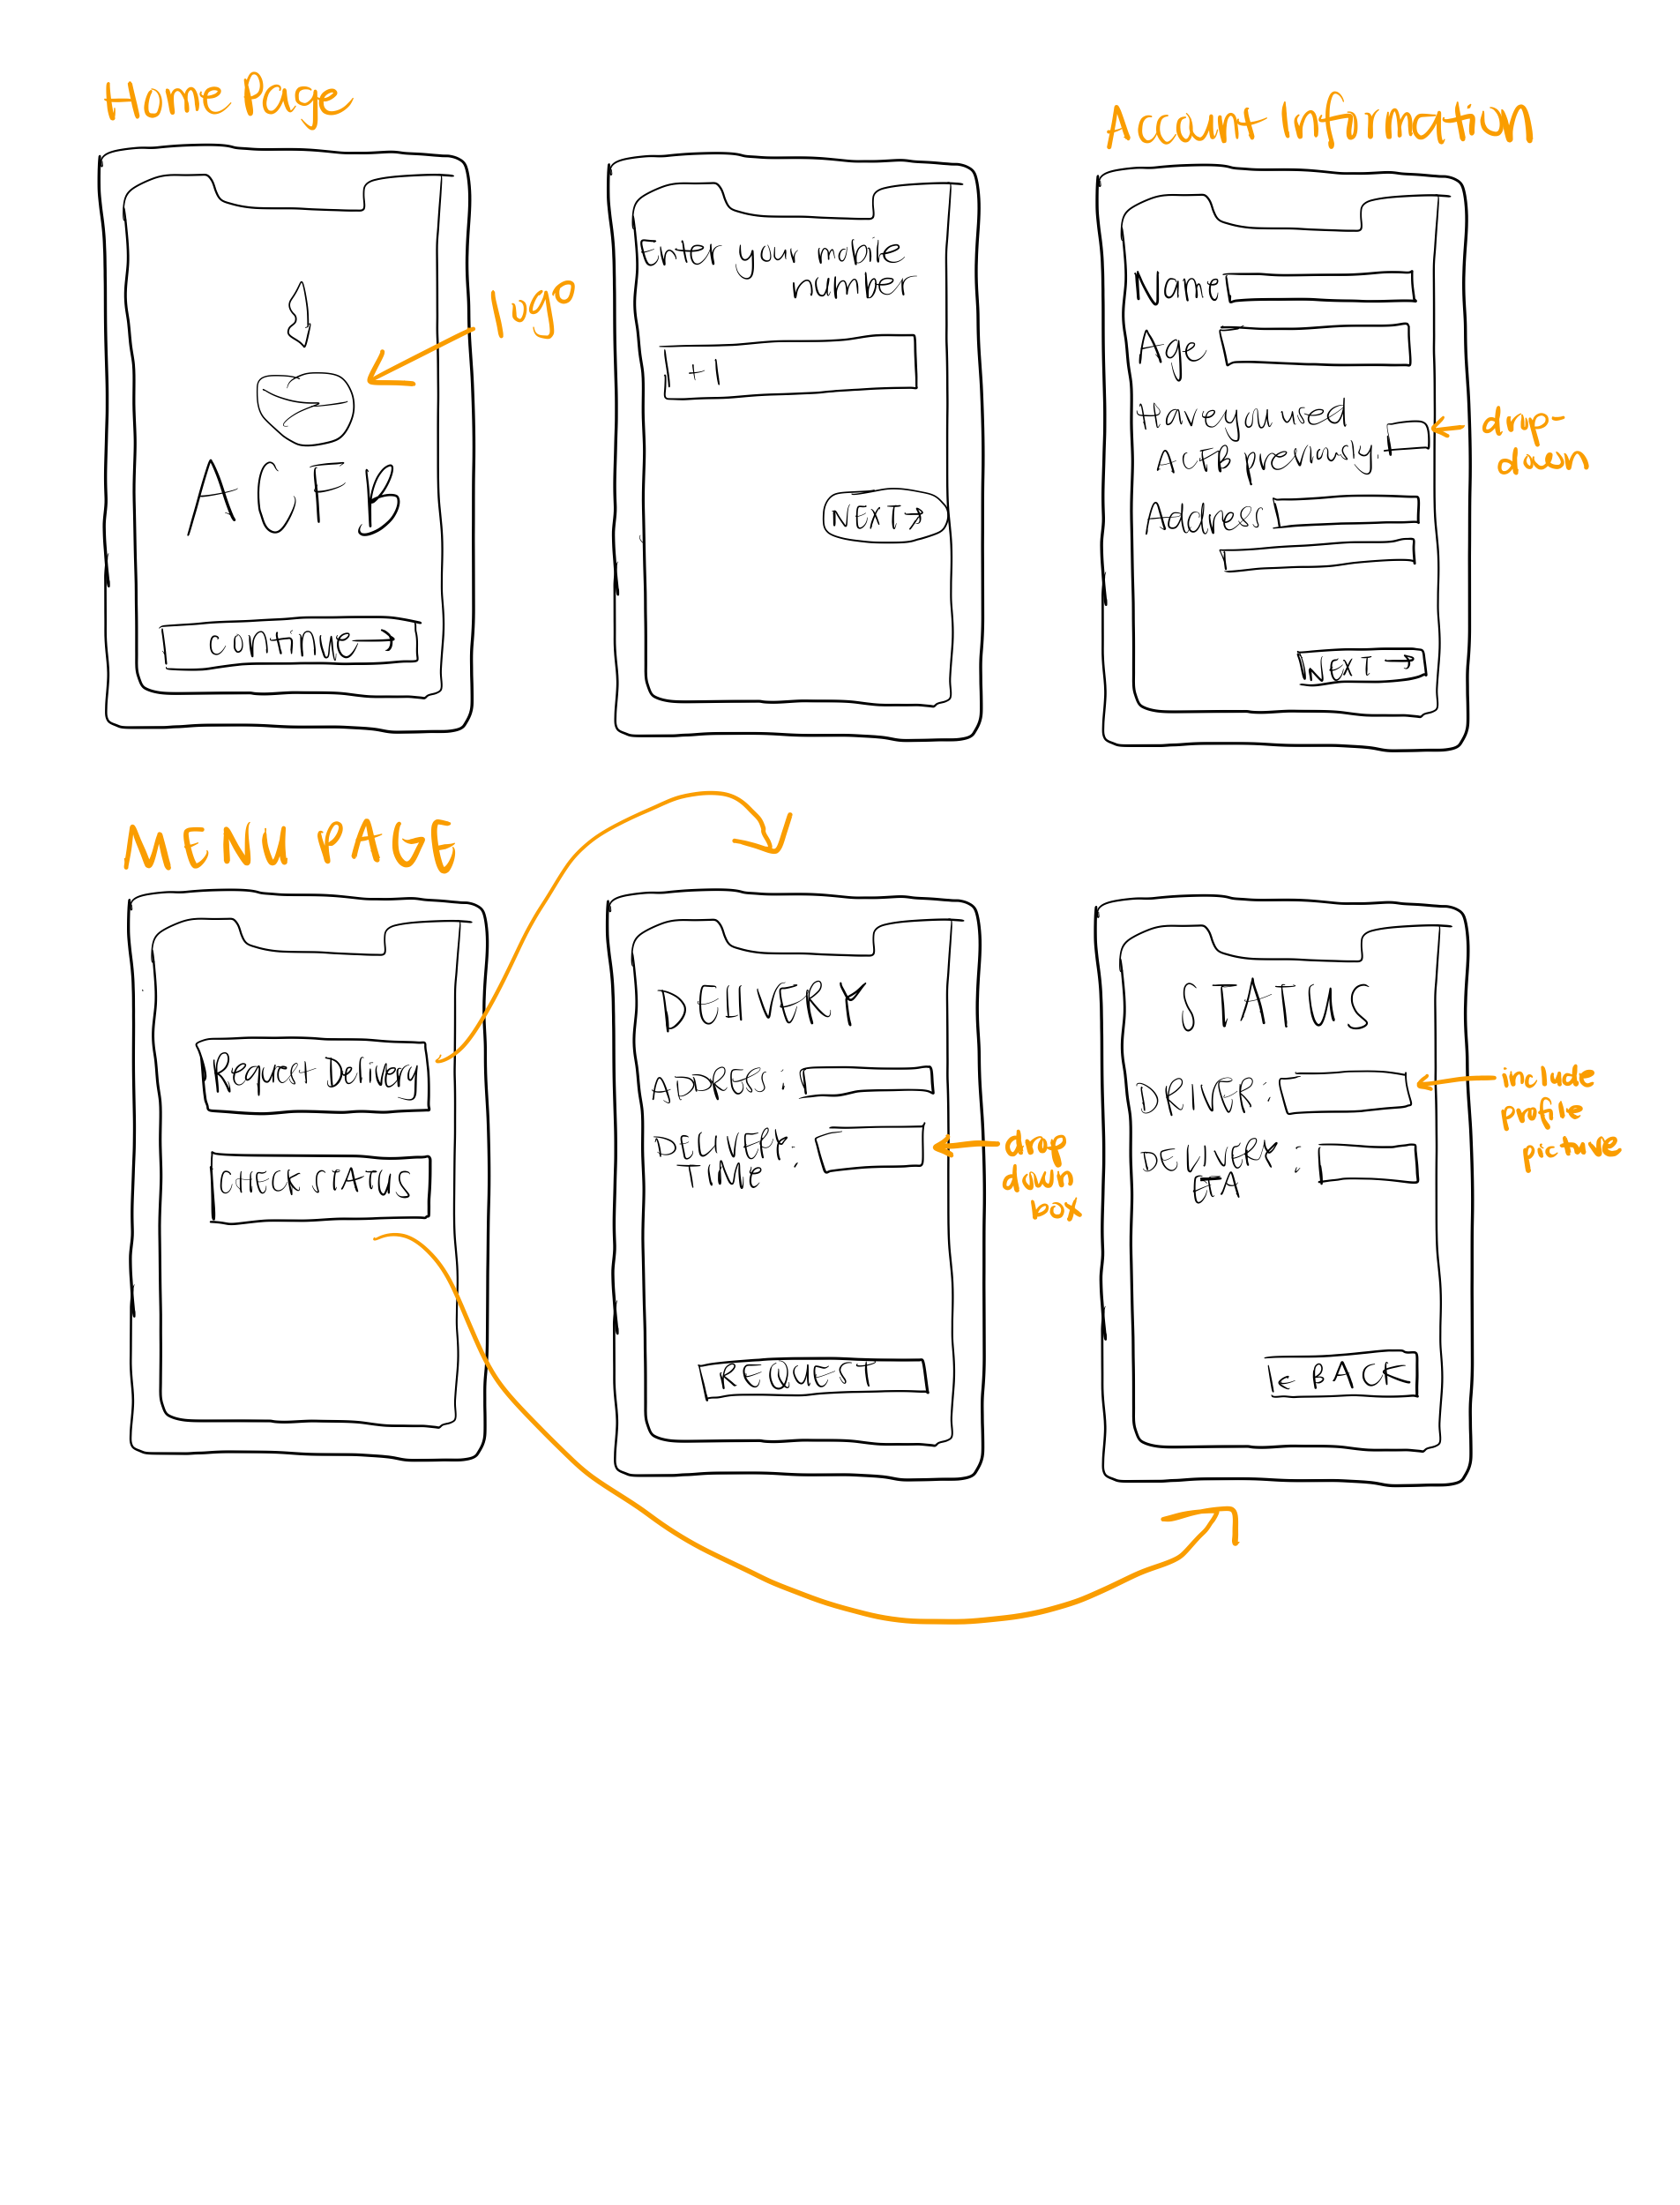 Home Page
logo
ACFB
continue→
Enter your mobile
number
+1
NEXT→
Account Information
Name
Age
Have you used
ACFB previously.
drop-
down
Address
NEXT →
MENU PAGE
Request Delivery
CHECK STATUS
DELIVERY
ADDRESS:
DELIVERY:
TIME
drop
down
box
REQUEST
STATUS
DRIVER:
include
profile
picture
DELIVERY :
ETA
← BACK